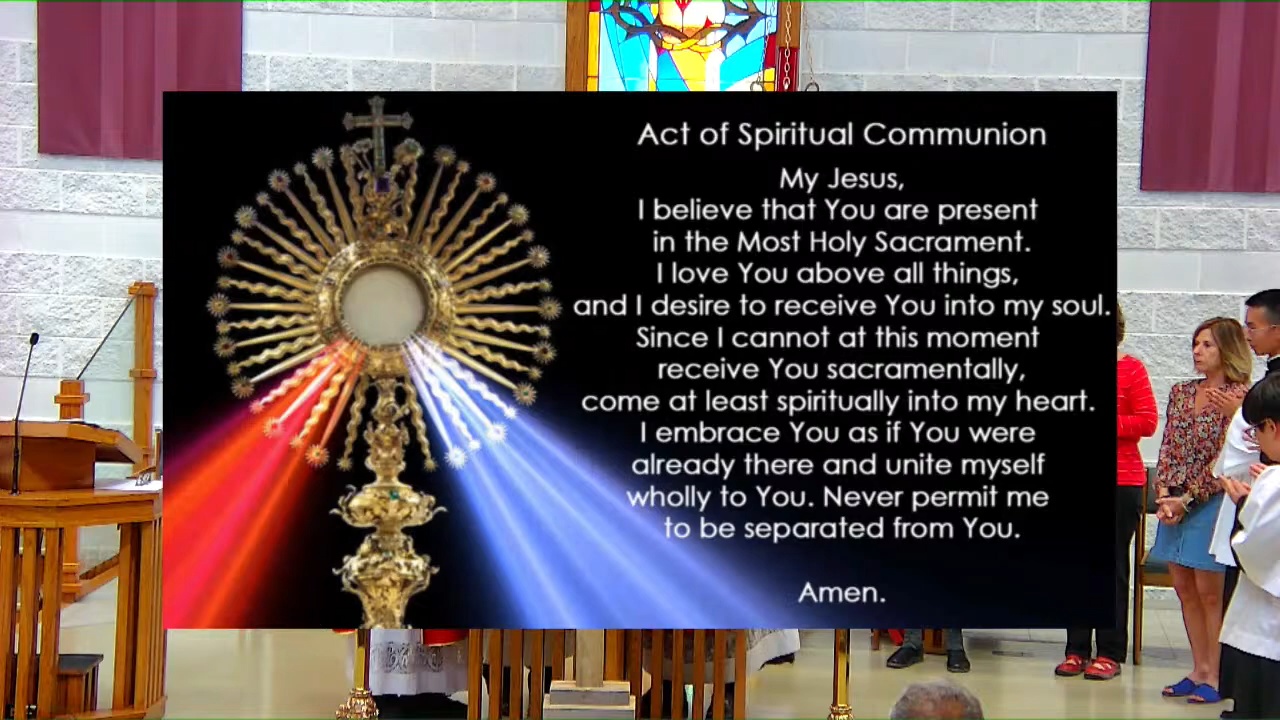 Act of Spiritual Communion
My Jesus,
I believe that You are present
in the Most Holy Sacrament.
I love You above all things,
and I desire to receive You into my soul.
Since I cannot at this moment
receive You sacramentally,
come at least spiritually into my heart.
I embrace You as if You were
already there and unite myself
wholly to You. Never permit me
to be separated from You.
Amen.